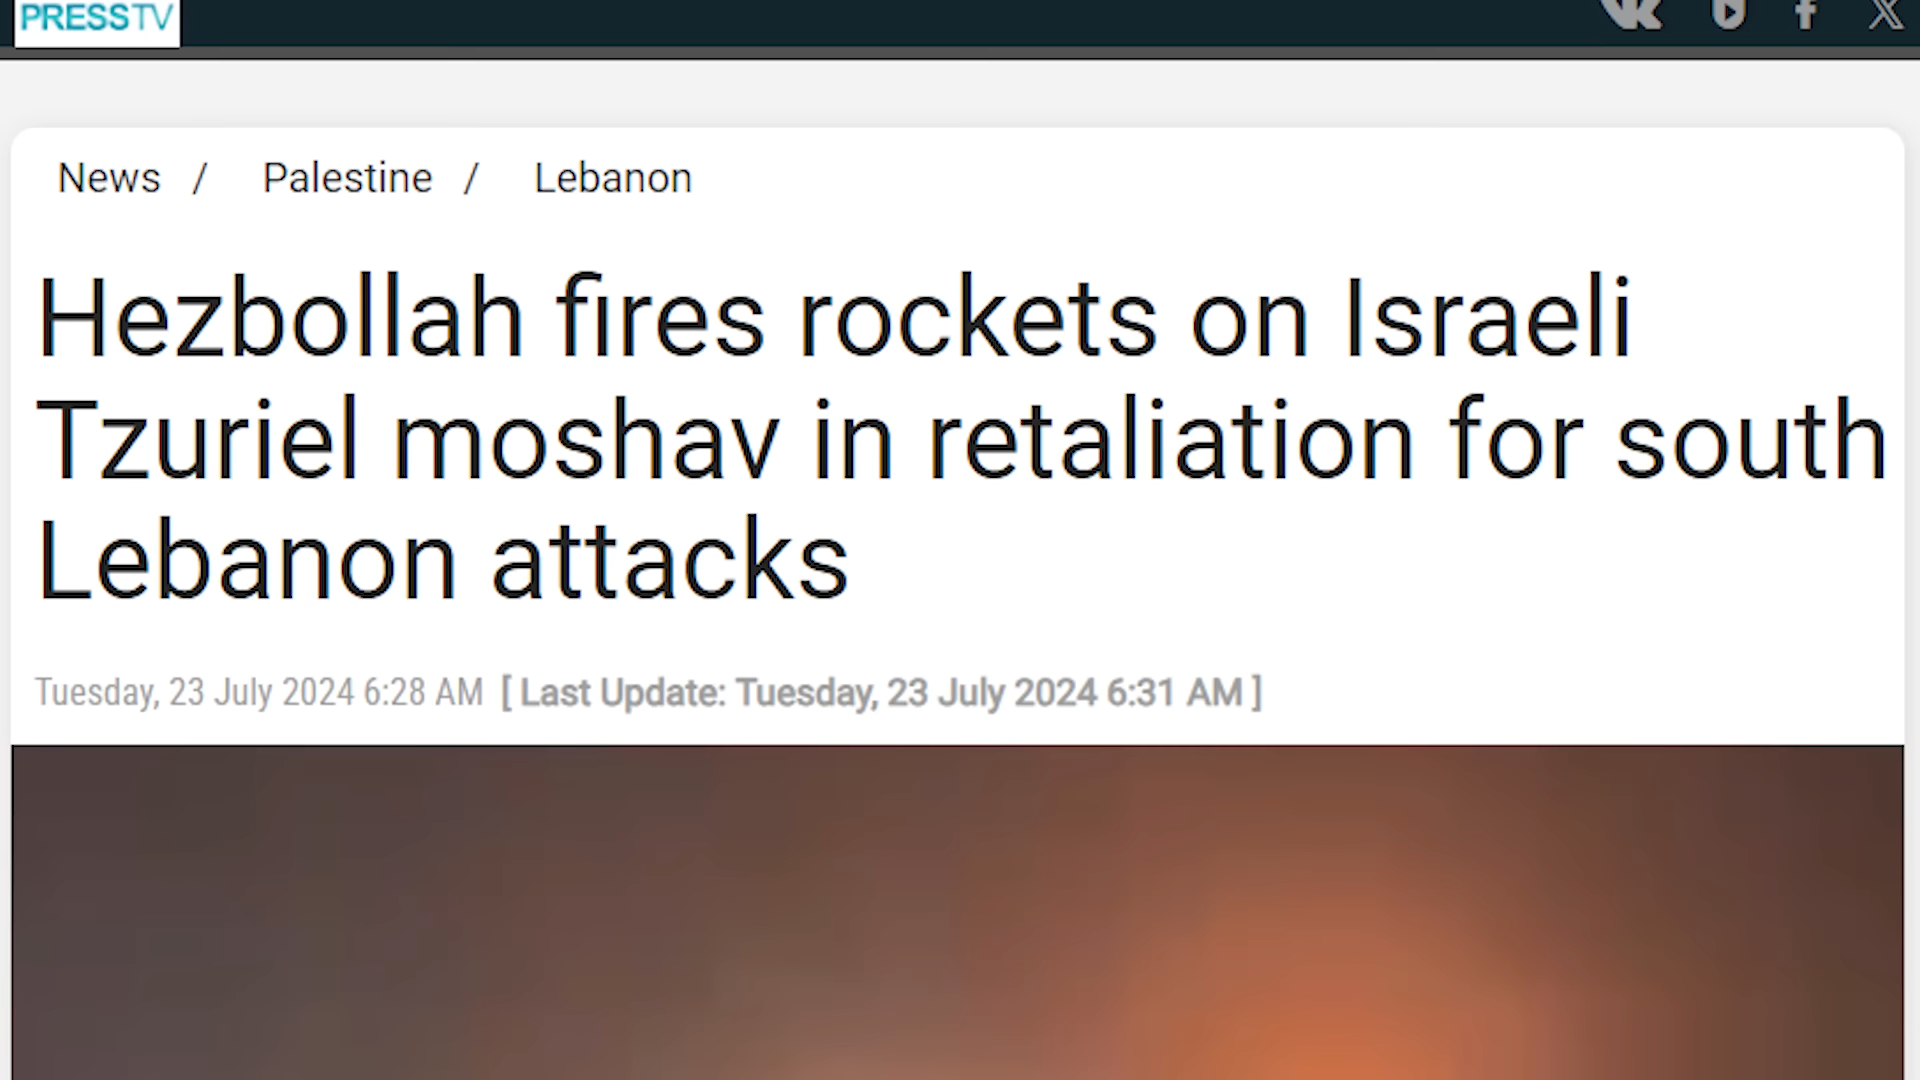 PRESSTV
News / Palestine / Lebanon
Hezbollah fires rockets on Israeli
Tzuriel moshav in retaliation for south
Lebanon attacks
Tuesday, 23 July 2024 6:28 AM [ Last Update: Tuesday, 23 July 2024 6:31 AM ]